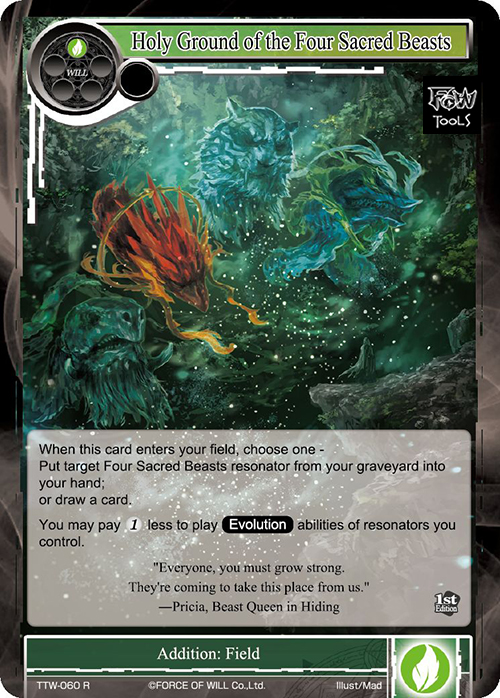 Holy Ground of the Four Sacred Beasts
WILL
FOW
TOOLS
When this card enters your field, choose one -
Put target Four Sacred Beasts resonator from your graveyard into
your hand;
or draw a card.
You may pay 1 less to play Evolution abilities of resonators you
control.
"Everyone, you must grow strong.
They're coming to take this place from us."
—Pricia, Beast Queen in Hiding
1st
Edition
Addition: Field
TTW-060 R ©FORCE OF WILL Co.,Ltd. Illust/Mad